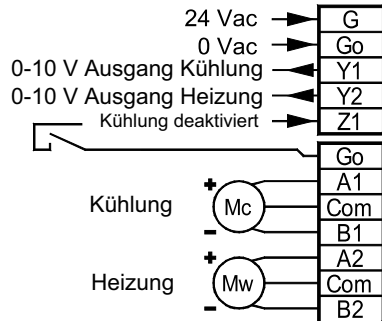 24 Vac G
0 Vac Go
0-10 V Ausgang Kühlung Y1
0-10 V Ausgang Heizung Y2
Kühlung deaktiviert Z1
Go
+ A1
Kühlung Mc Com
- B1
+ A2
Heizung Mw Com
- B2